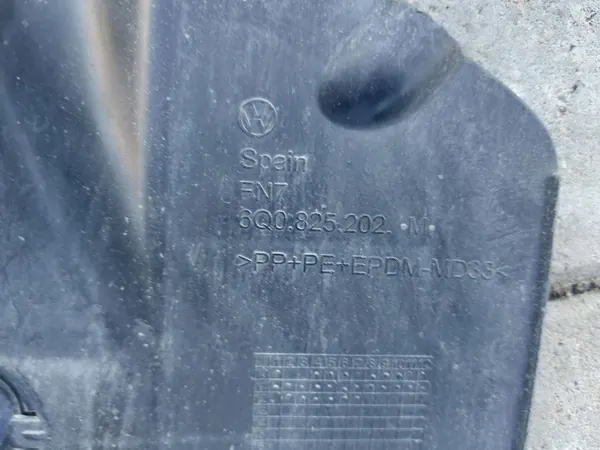 Spain
FN7
6Q0.825.202. M
>PP+PE+EPDM-MD33<